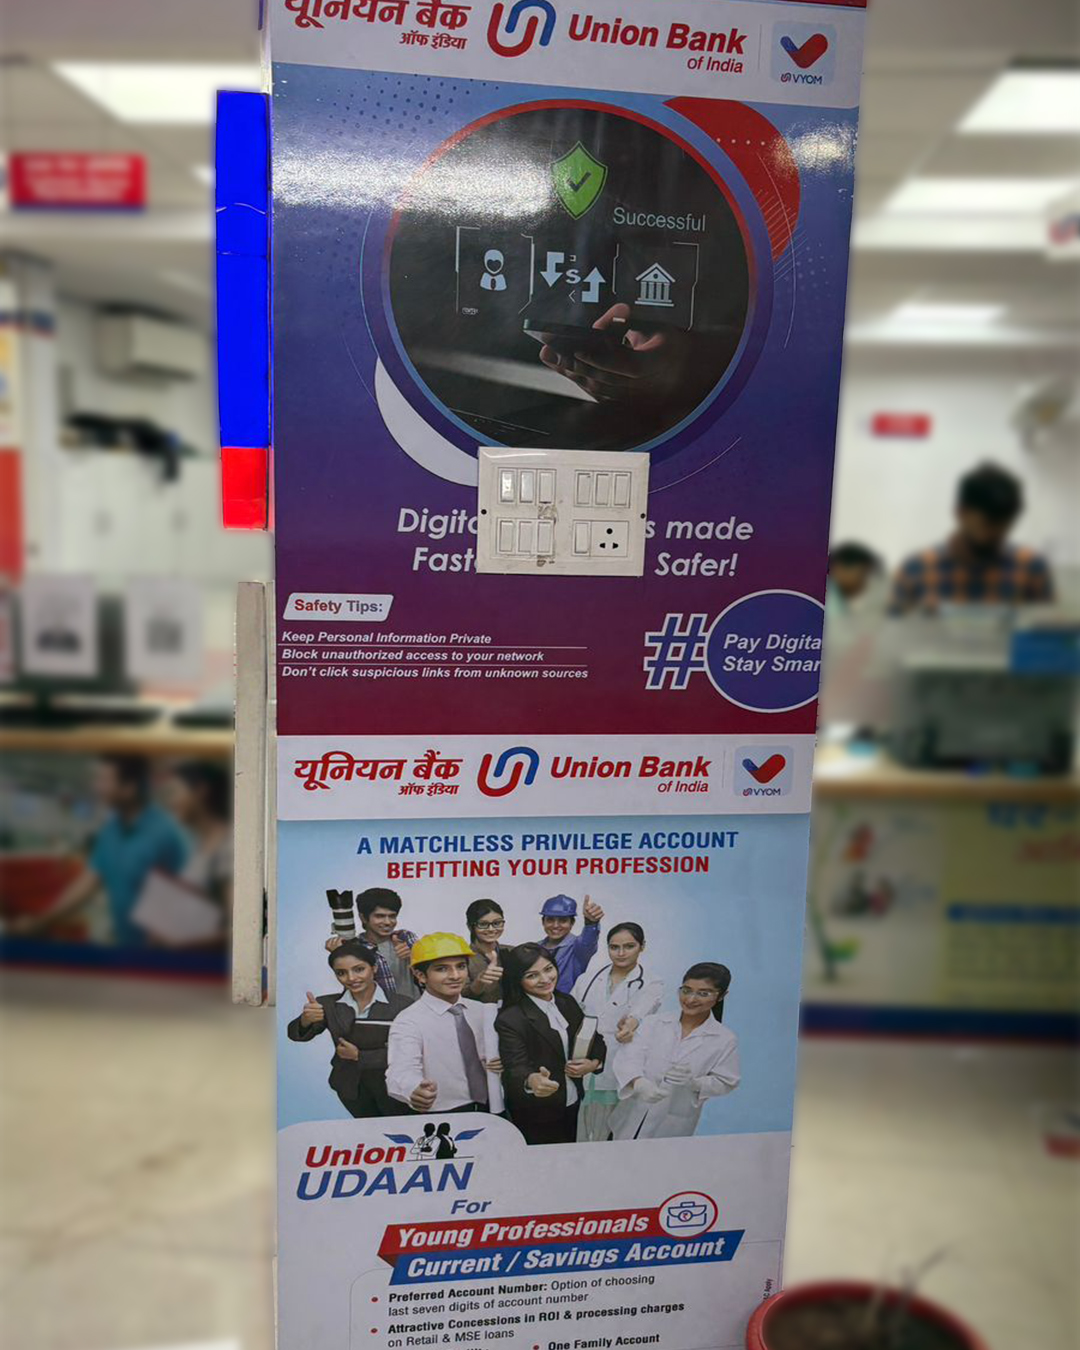 यूनियन बैंक
ऑफ इंडिया
Union Bank
of India
VYOM
Successful
S
made
Safer!
Safety Tips:
Keep Personal Information Private
Block unauthorized access to your network
Don't click suspicious links from unknown sources
# Pay Digita
Stay Smar
यूनियन बैंक
ऑफ इंडिया
Union Bank
of India
VYOM
A MATCHLESS PRIVILEGE ACCOUNT
BEFITTING YOUR PROFESSION
Union
UDAAN
For
Young Professionals
Current / Savings Account
• Preferred Account Number: Option of choosing
last seven digits of account number
• Attractive Concessions in ROI & processing charges
on Retail & MSE loans
• One Family Account